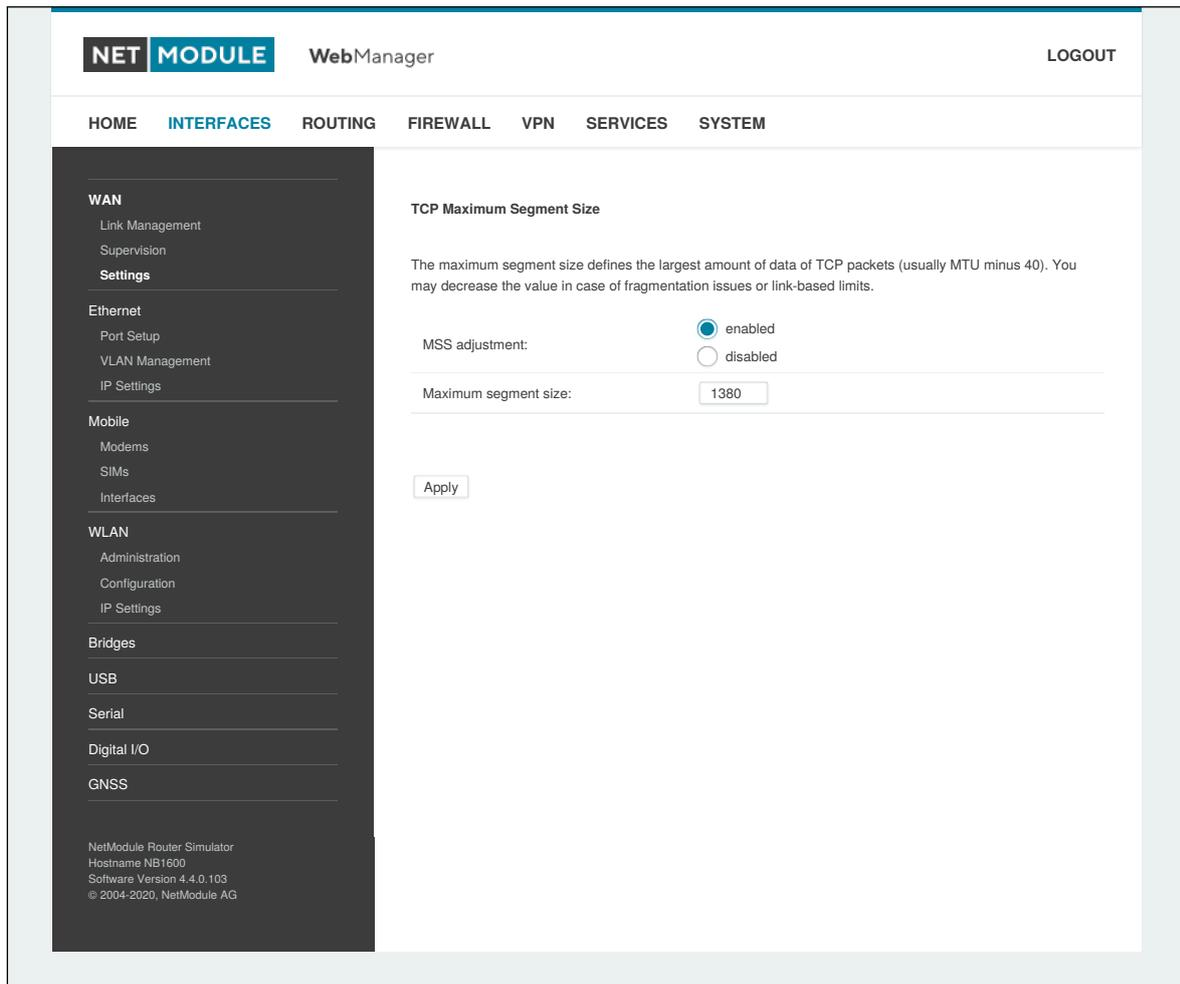 NET MODULE WebManager LOGOUT
HOME INTERFACES ROUTING FIREWALL VPN SERVICES SYSTEM
WAN
Link Management
Supervision
Settings
Ethernet
Port Setup
VLAN Management
IP Settings
Mobile
Modems
SIMs
Interfaces
WLAN
Administration
Configuration
IP Settings
Bridges
USB
Serial
Digital I/O
GNSS
NetModule Router Simulator
Hostname NB1600
Software Version 4.4.0.103
© 2004-2020, NetModule AG
TCP Maximum Segment Size
The maximum segment size defines the largest amount of data of TCP packets (usually MTU minus 40). You
may decrease the value in case of fragmentation issues or link-based limits.
MSS adjustment:
enabled
disabled
Maximum segment size: 1380
Apply